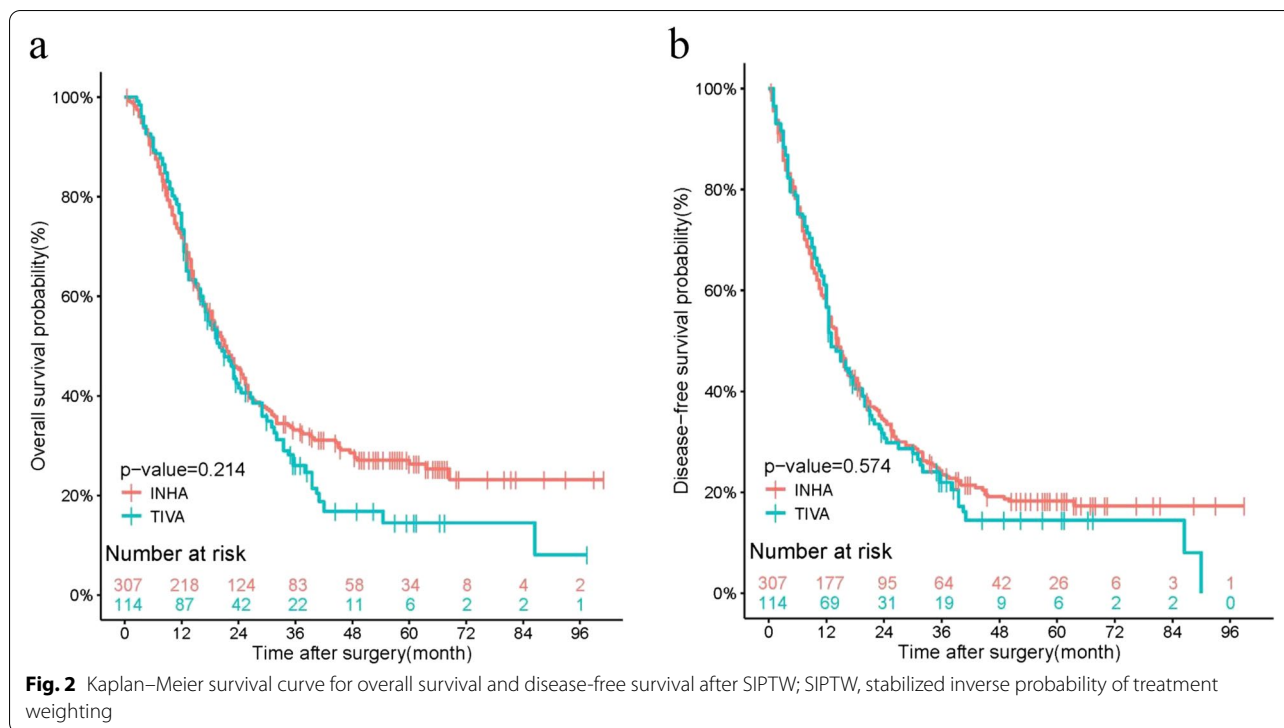 a
Overall survival probability(%)
100%
80%
60%
40%
20%
0%
p-value=0.214
INHA
TIVA
Number at risk
307 218 124 83 58 34 8 4 2
114 87 42 22 11 6 2 2 1
0 12 24 36 48 60 72 84 96
Time after surgery(month)
b
Disease-free survival probability(%)
100%
80%
60%
40%
20%
0%
p-value=0.574
INHA
TIVA
Number at risk
307 177 95 64 42 26 6 3 1
114 69 31 19 9 6 2 2 0
0 12 24 36 48 60 72 84 96
Time after surgery(month)
Fig. 2 Kaplan–Meier survival curve for overall survival and disease-free survival after SIPTW; SIPTW, stabilized inverse probability of treatment
weighting